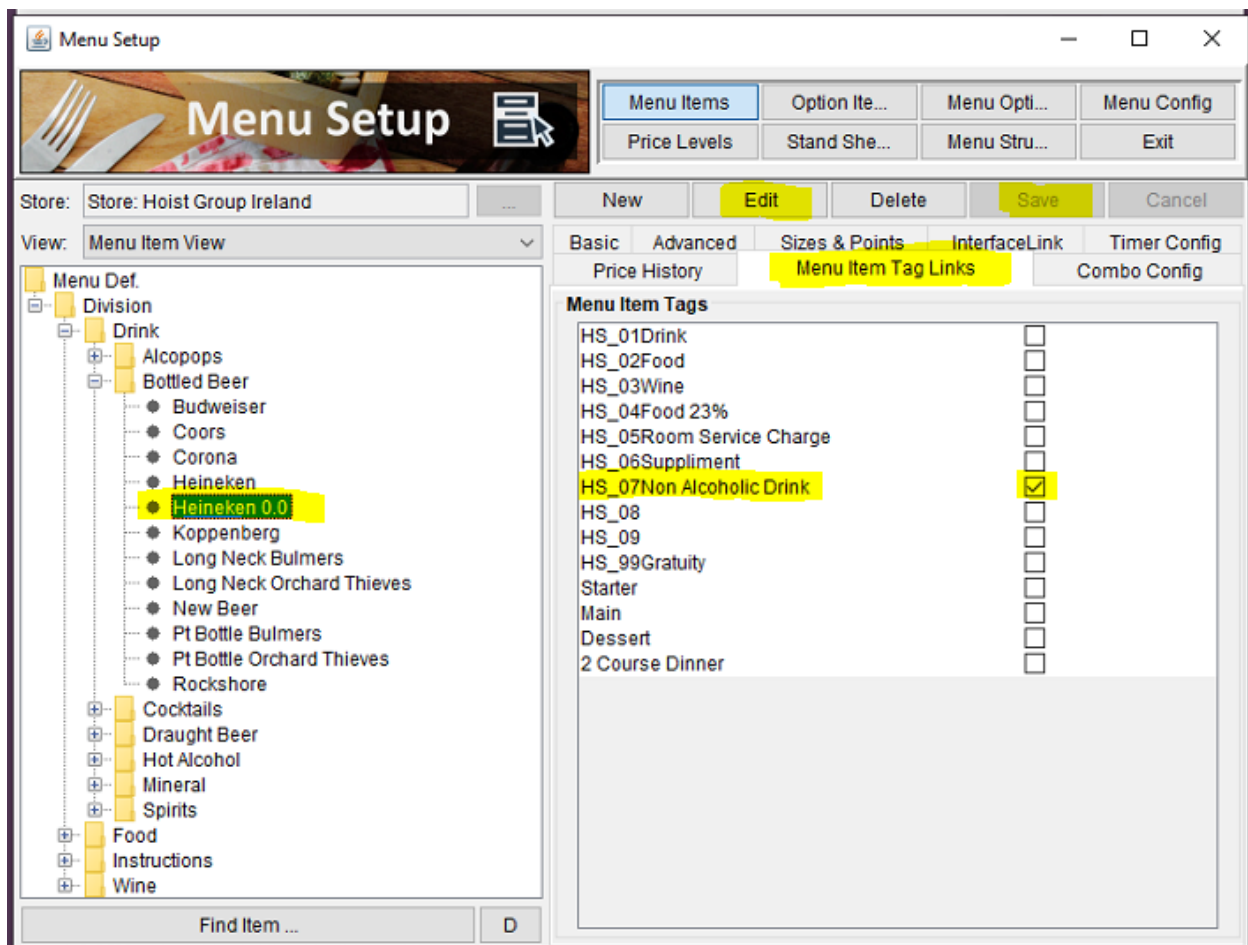 Menu Setup
Menu Setup
Menu Items Option Ite... Menu Opti... Menu Config
Price Levels Stand She... Menu Stru... Exit
Store: Store: Hoist Group Ireland ...
New Edit Delete Save Cancel
View: Menu Item View
Basic Advanced Sizes & Points InterfaceLink Timer Config
Price History Menu Item Tag Links Combo Config
Menu Def.
Division
Drink
Alcopops
Bottled Beer
Budweiser
Coors
Corona
Heineken
Heineken 0.0
Koppenberg
Long Neck Bulmers
Long Neck Orchard Thieves
New Beer
Pt Bottle Bulmers
Pt Bottle Orchard Thieves
Rockshore
Cocktails
Draught Beer
Hot Alcohol
Mineral
Spirits
Food
Instructions
Wine
Find Item ... D
Menu Item Tags
HS_01Drink
HS_02Food
HS_03Wine
HS_04Food 23%
HS_05Room Service Charge
HS_06Suppliment
HS_07Non Alcoholic Drink
HS_08
HS_09
HS_99Gratuity
Starter
Main
Dessert
2 Course Dinner